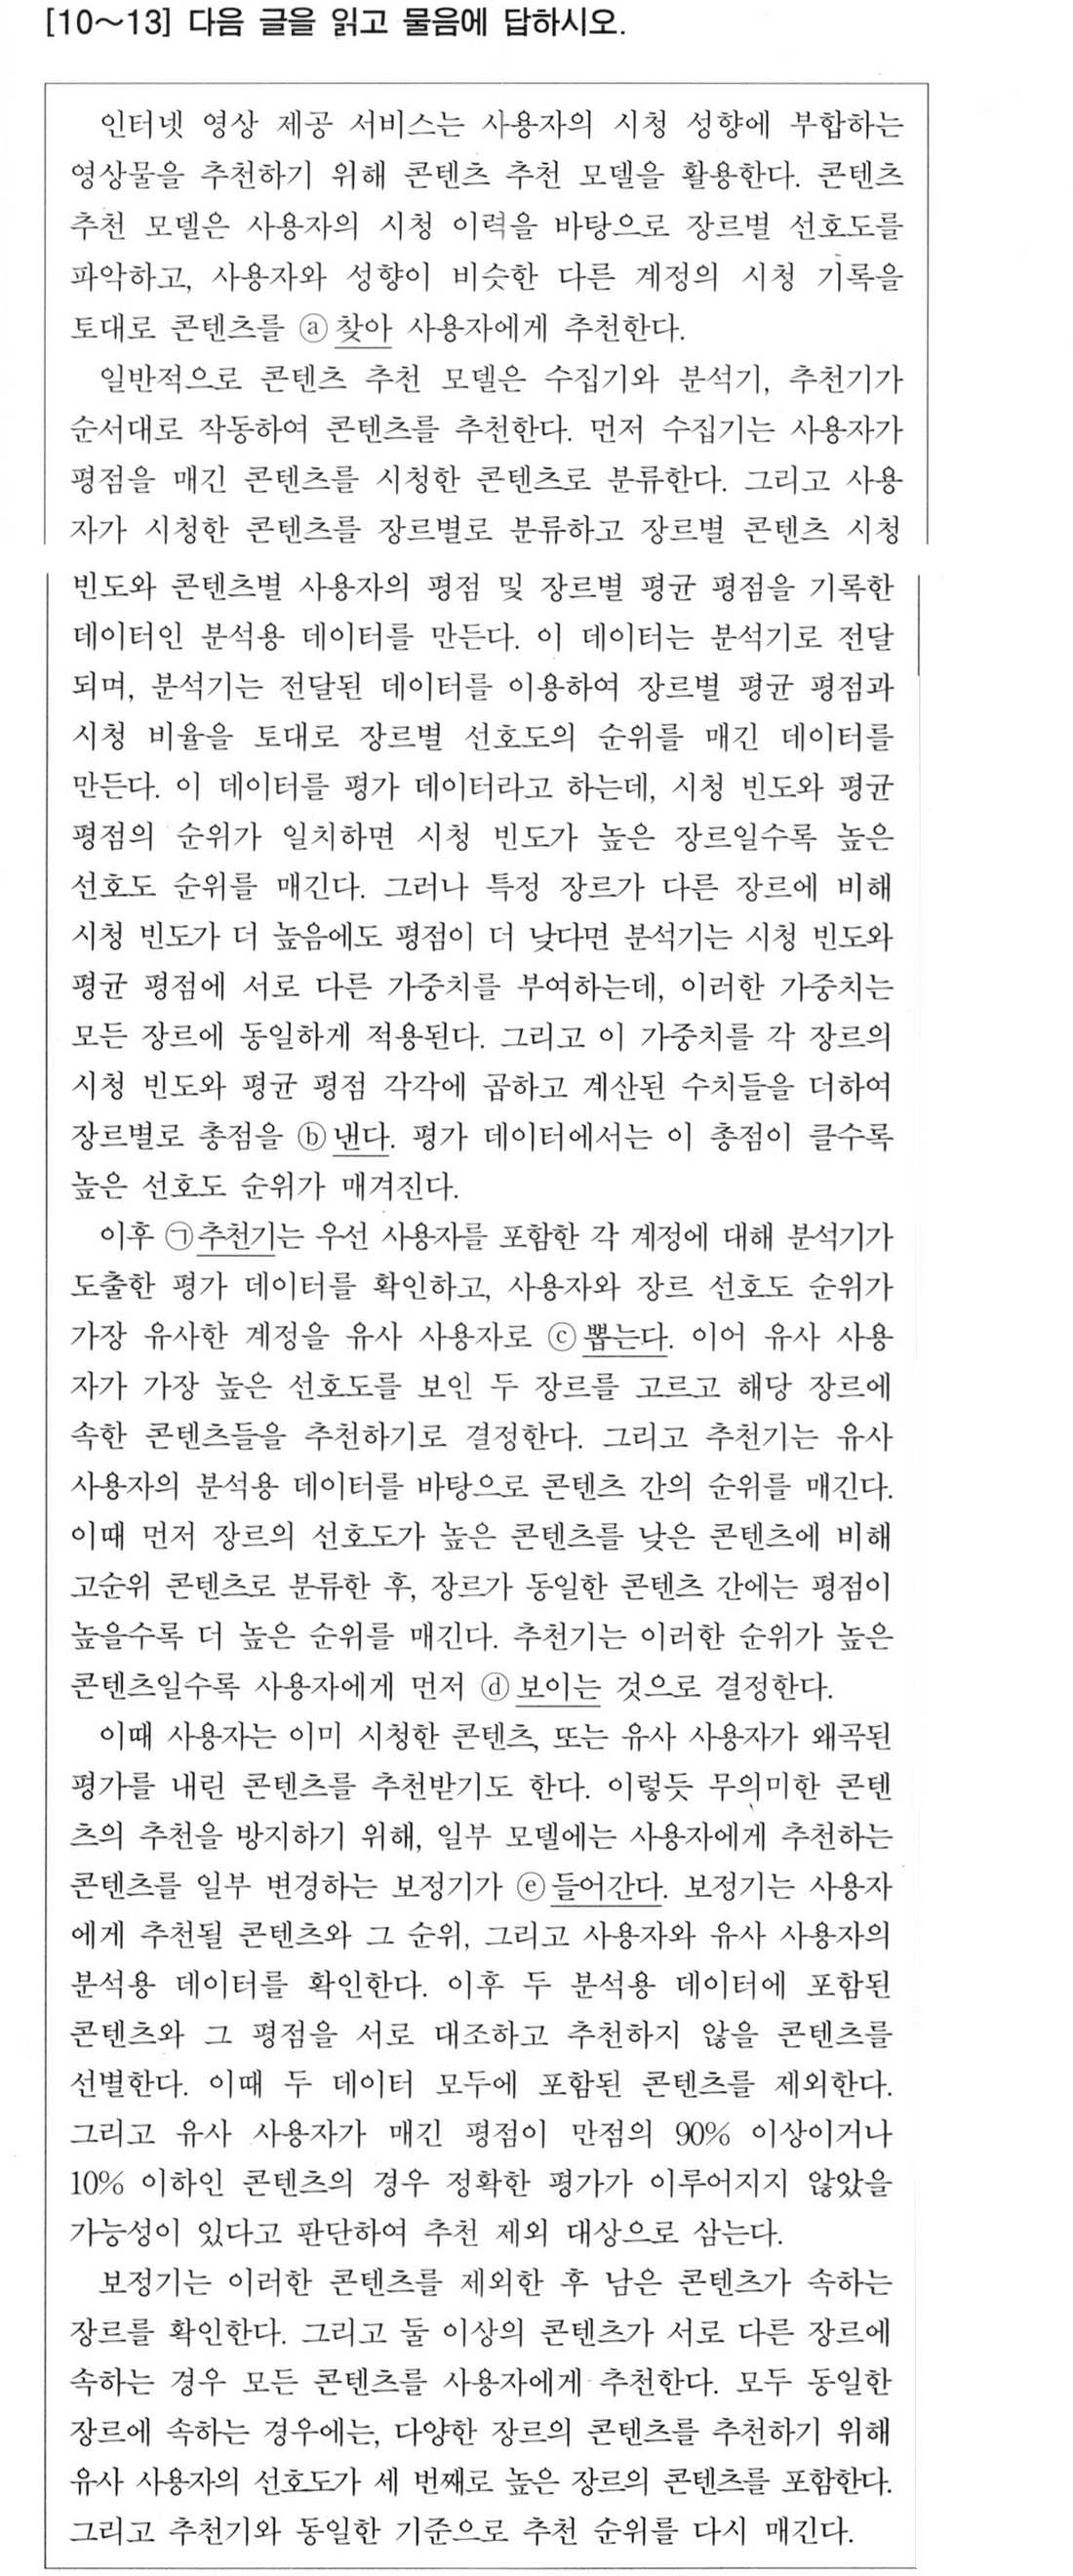 [10～13] 다음 글을 읽고 물음에 답하시오.
인터넷 영상 제공 서비스는 사용자의 시청 성향에 부합하는
영상물을 추천하기 위해 콘텐츠 추천 모델을 활용한다. 콘텐츠
추천 모델은 사용자의 시청 이력을 바탕으로 장르별 선호도를
파악하고, 사용자와 성향이 비슷한 다른 계정의 시청 기록을
토대로 콘텐츠를 ⓐ찾아 사용자에게 추천한다.
일반적으로 콘텐츠 추천 모델은 수집기와 분석기, 추천기가
순서대로 작동하여 콘텐츠를 추천한다. 먼저 수집기는 사용자가
평점을 매긴 콘텐츠를 시청한 콘텐츠로 분류한다. 그리고 사용
자가 시청한 콘텐츠를 장르별로 분류하고 장르별 콘텐츠 시청
빈도와 콘텐츠별 사용자의 평점 및 장르별 평균 평점을 기록한
데이터인 분석용 데이터를 만든다. 이 데이터는 분석기로 전달
되며, 분석기는 전달된 데이터를 이용하여 장르별 평균 평점과
시청 비율을 토대로 장르별 선호도의 순위를 매긴 데이터를
만든다. 이 데이터를 평가 데이터라고 하는데, 시청 빈도와 평균
평점의 순위가 일치하면 시청 빈도가 높은 장르일수록 높은
선호도 순위를 매긴다. 그러나 특정 장르가 다른 장르에 비해
시청 빈도가 더 높음에도 평점이 더 낮다면 분석기는 시청 빈도와
평균 평점에 서로 다른 가중치를 부여하는데, 이러한 가중치는
모든 장르에 동일하게 적용된다. 그리고 이 가중치를 각 장르의
시청 빈도와 평균 평점 각각에 곱하고 계산된 수치들을 더하여
장르별로 총점을 ⓑ낸다. 평가 데이터에서는 이 총점이 클수록
높은 선호도 순위가 매겨진다.
이후 ㉠추천기는 우선 사용자를 포함한 각 계정에 대해 분석기가
도출한 평가 데이터를 확인하고, 사용자와 장르 선호도 순위가
가장 유사한 계정을 유사 사용자로 ⓒ뽑는다. 이어 유사 사용
자가 가장 높은 선호도를 보인 두 장르를 고르고 해당 장르에
속한 콘텐츠들을 추천하기로 결정한다. 그리고 추천기는 유사
사용자의 분석용 데이터를 바탕으로 콘텐츠 간의 순위를 매긴다.
이때 먼저 장르의 선호도가 높은 콘텐츠를 낮은 콘텐츠에 비해
고순위 콘텐츠로 분류한 후, 장르가 동일한 콘텐츠 간에는 평점이
높을수록 더 높은 순위를 매긴다. 추천기는 이러한 순위가 높은
콘텐츠일수록 사용자에게 먼저 ⓓ보이는 것으로 결정한다.
이때 사용자는 이미 시청한 콘텐츠, 또는 유사 사용자가 왜곡된
평가를 내린 콘텐츠를 추천받기도 한다. 이렇듯 무의미한 콘텐
츠의 추천을 방지하기 위해, 일부 모델에는 사용자에게 추천하는
콘텐츠를 일부 변경하는 보정기가 ⓔ들어간다. 보정기는 사용자
에게 추천될 콘텐츠와 그 순위, 그리고 사용자와 유사 사용자의
분석용 데이터를 확인한다. 이후 두 분석용 데이터에 포함된
콘텐츠와 그 평점을 서로 대조하고 추천하지 않을 콘텐츠를
선별한다. 이때 두 데이터 모두에 포함된 콘텐츠를 제외한다.
그리고 유사 사용자가 매긴 평점이 만점의 90% 이상이거나
10% 이하인 콘텐츠의 경우 정확한 평가가 이루어지지 않았을
가능성이 있다고 판단하여 추천 제외 대상으로 삼는다.
보정기는 이러한 콘텐츠를 제외한 후 남은 콘텐츠가 속하는
장르를 확인한다. 그리고 둘 이상의 콘텐츠가 서로 다른 장르에
속하는 경우 모든 콘텐츠를 사용자에게 추천한다. 모두 동일한
장르에 속하는 경우에는, 다양한 장르의 콘텐츠를 추천하기 위해
유사 사용자의 선호도가 세 번째로 높은 장르의 콘텐츠를 포함한다.
그리고 추천기와 동일한 기준으로 추천 순위를 다시 매긴다.